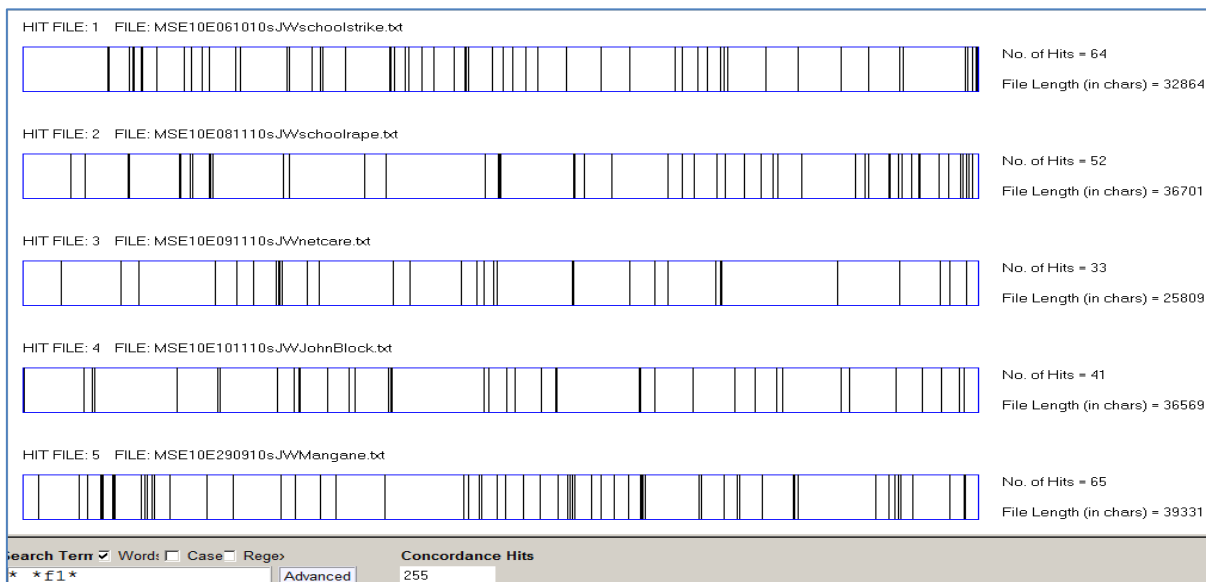 HIT FILE: 1 FILE: MSE10E061010sJWschoolstrike.txt
No. of Hits = 64
File Length (in chars) = 32864
HIT FILE: 2 FILE: MSE10E081110sJWschoolrape.txt
No. of Hits = 52
File Length (in chars) = 36701
HIT FILE: 3 FILE: MSE10E091110sJWnetcare.txt
No. of Hits = 33
File Length (in chars) = 25809
HIT FILE: 4 FILE: MSE10E101110sJWJohnBlock.txt
No. of Hits = 41
File Length (in chars) = 36569
HIT FILE: 5 FILE: MSE10E290910sJWMangane.txt
No. of Hits = 65
File Length (in chars) = 39331
Search Term Words Case Regex Concordance Hits
* *f1* Advanced 255